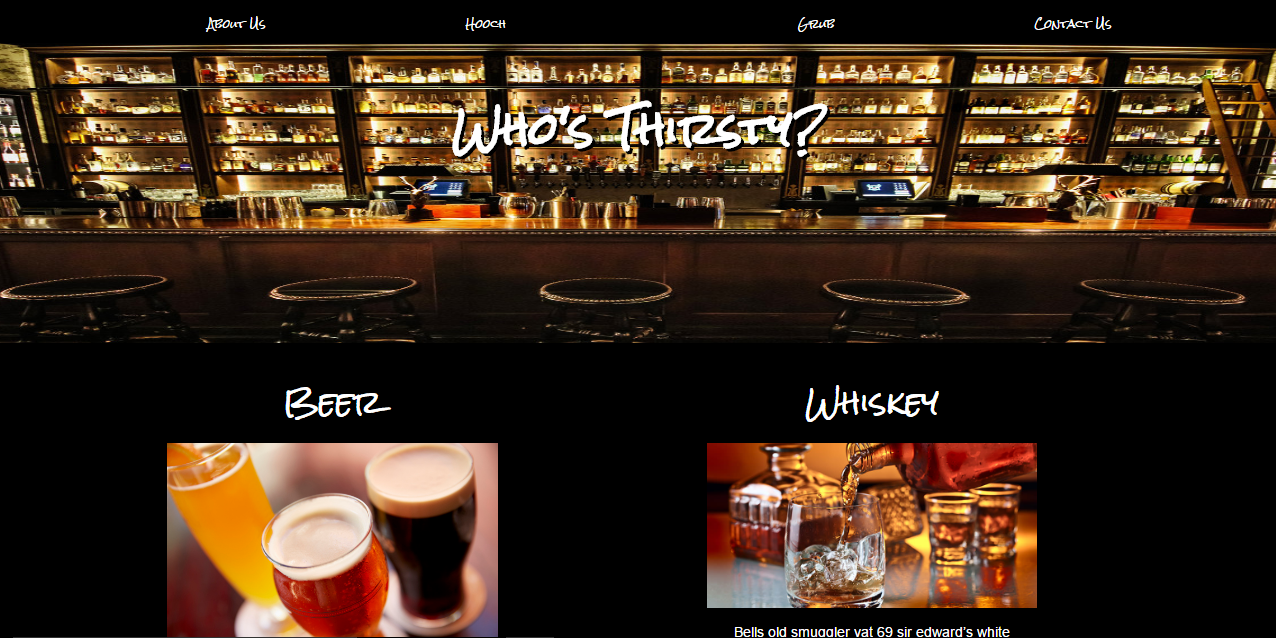 About Us Hooch Grub Contact Us
Who's Thirsty?
Beer Whiskey
Bells old smuggler vat 69 sir edward's white